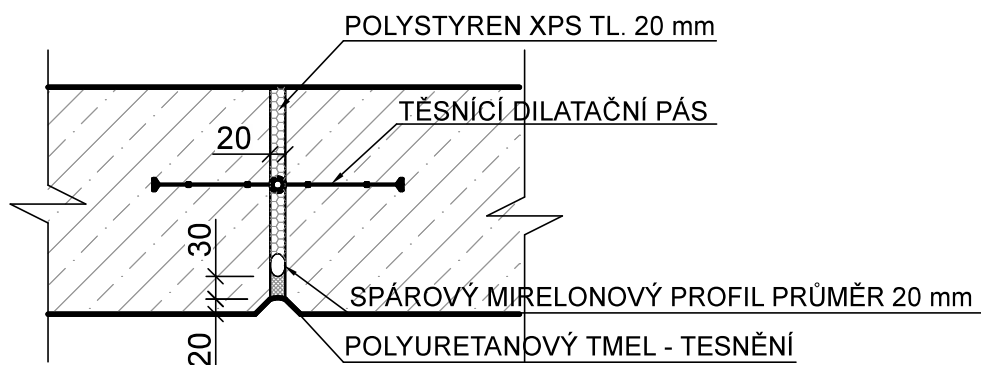 POLYSTYREN XPS TL. 20 mm
TĚSNÍCÍ DILATAČNÍ PÁS
20
30
SPÁROVÝ MIRELONOVÝ PROFIL PRŮMĚR 20 mm
20
POLYURETANOVÝ TMEL - TESNĚNÍ